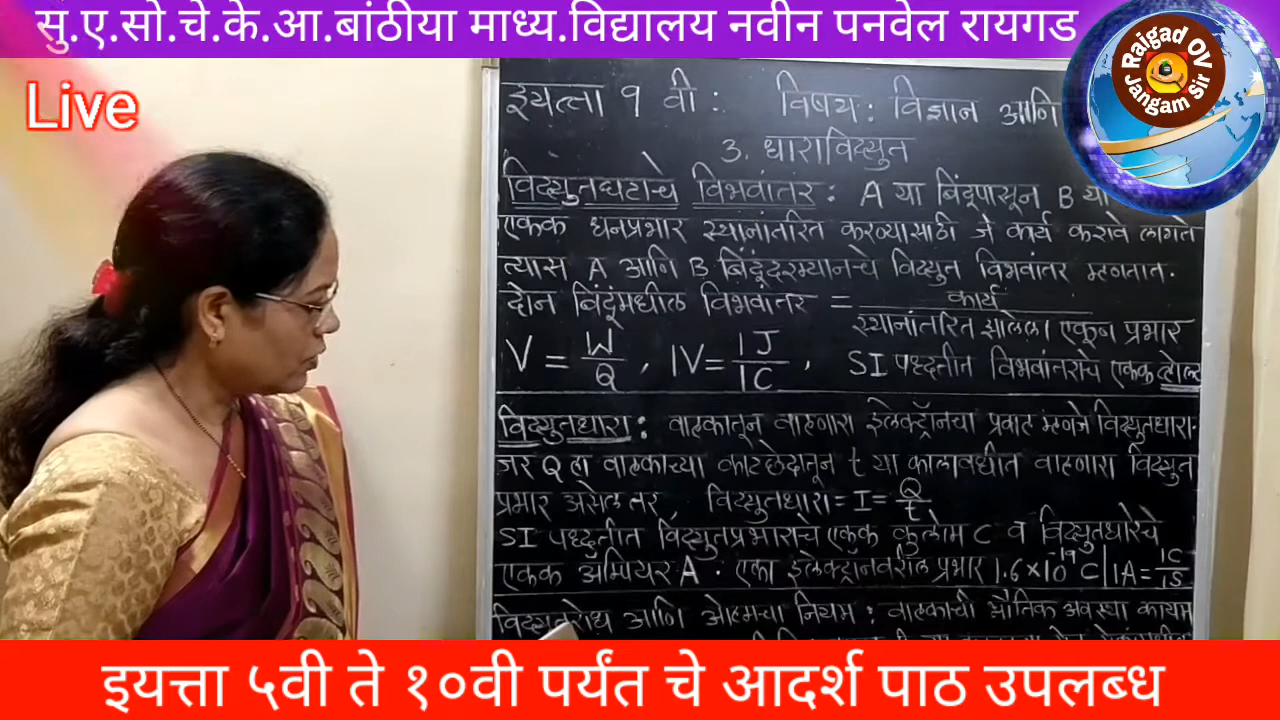 सु.ए.सो.चे.के.आ.बांठीया माध्य.विद्यालय नवीन पनवेल रायगड
Raigad OV
Jangam Sir
Live
इयत्ता 9 वी : विषय : विज्ञान आणि
3. धाराविद्युत
विद्युतघटाचे विभवांतर : A या बिंदूपासून B या
एकक धनप्रभार स्थानांतरित करण्यासाठी जे कार्य करावे लागते
त्यास A आणि B बिंदूंदरम्यानचे विद्युत विभवांतर म्हणतात.
दोन बिंदूंमधील विभवांतर = कार्य / स्थानांतरित झालेला एकून प्रभार
V = W/Q , 1V = 1J/1C , SI पध्दतीत विभवांतराचे एकक व्होल्ट
विद्युतधारा : वाहकातून वाहणारा इलेक्ट्रॉनचा प्रवाह म्हणजे विद्युतधारा.
जर Q हा वाहकाच्या काटछेदातून t या कालावधीत वाहणारा विद्युत
प्रभार असेल तर, विद्युतधारा = I = Q/t
SI पध्दतीत विद्युतप्रभाराचे एकक कुलोम C व विद्युतधारेचे
एकक अम्पियर A . एका इलेक्ट्रानवरील प्रभार 1.6×10⁻¹⁹ C | 1A = 1C/1S
विद्युतरोध आणि ओहमचा नियम : वाहकाची भौतिक अवस्था कायम
इयत्ता ५वी ते १०वी पर्यंत चे आदर्श पाठ उपलब्ध